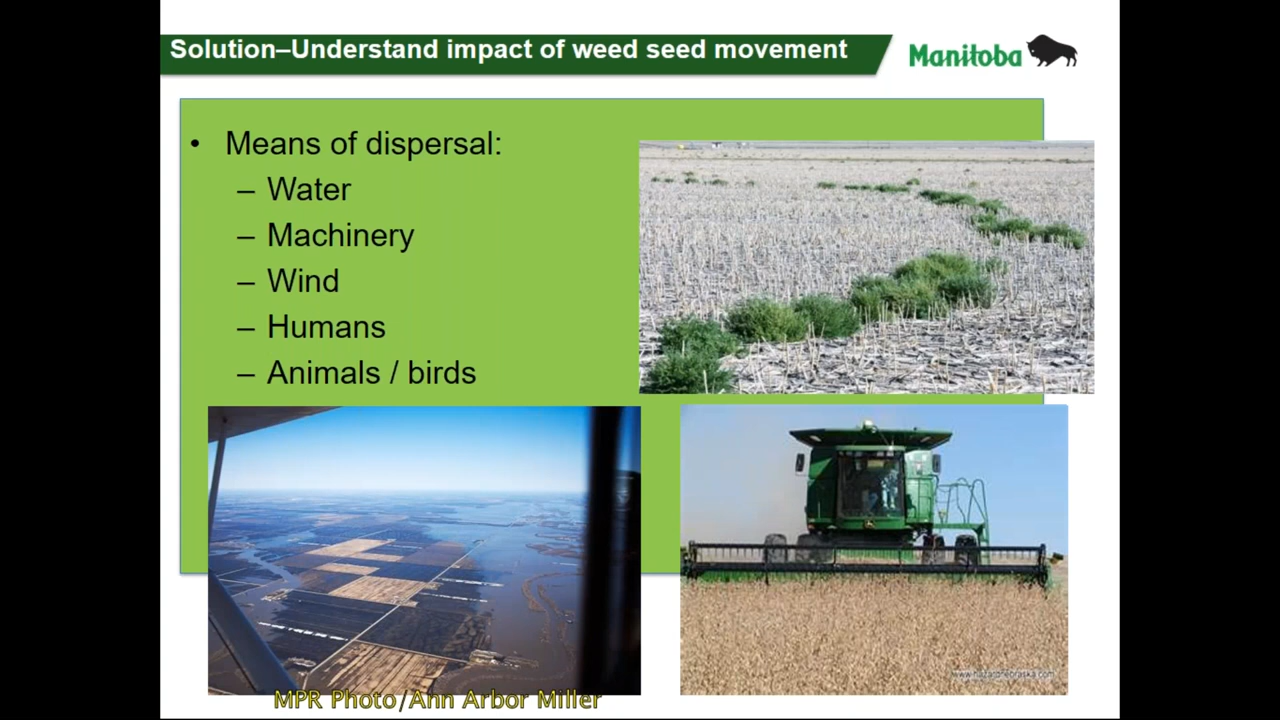 Solution–Understand impact of weed seed movement
Manitoba
• Means of dispersal:
– Water
– Machinery
– Wind
– Humans
– Animals / birds
MPR Photo/Ann Arbor Miller